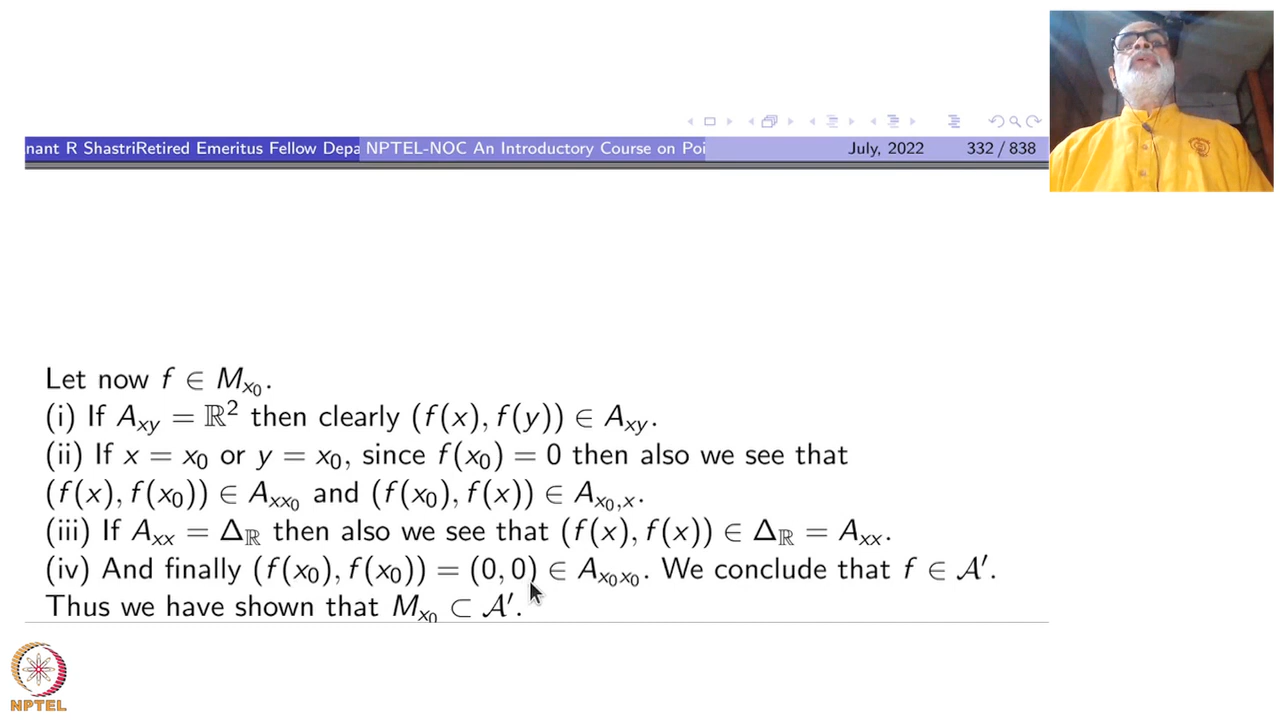 nant R ShastriRetired Emeritus Fellow Depa NPTEL-NOC An Introductory Course on Poi July, 2022 332 / 838
Let now f ∈ M_{x_0}.
(i) If A_{xy} = ℝ² then clearly (f(x), f(y)) ∈ A_{xy}.
(ii) If x = x_0 or y = x_0, since f(x_0) = 0 then also we see that
(f(x), f(x_0)) ∈ A_{xx_0} and (f(x_0), f(x)) ∈ A_{x_0,x}.
(iii) If A_{xx} = Δ_ℝ then also we see that (f(x), f(x)) ∈ Δ_ℝ = A_{xx}.
(iv) And finally (f(x_0), f(x_0)) = (0, 0) ∈ A_{x_0x_0}. We conclude that f ∈ 𝒜′.
Thus we have shown that M_{x_0} ⊂ 𝒜′.
NPTEL